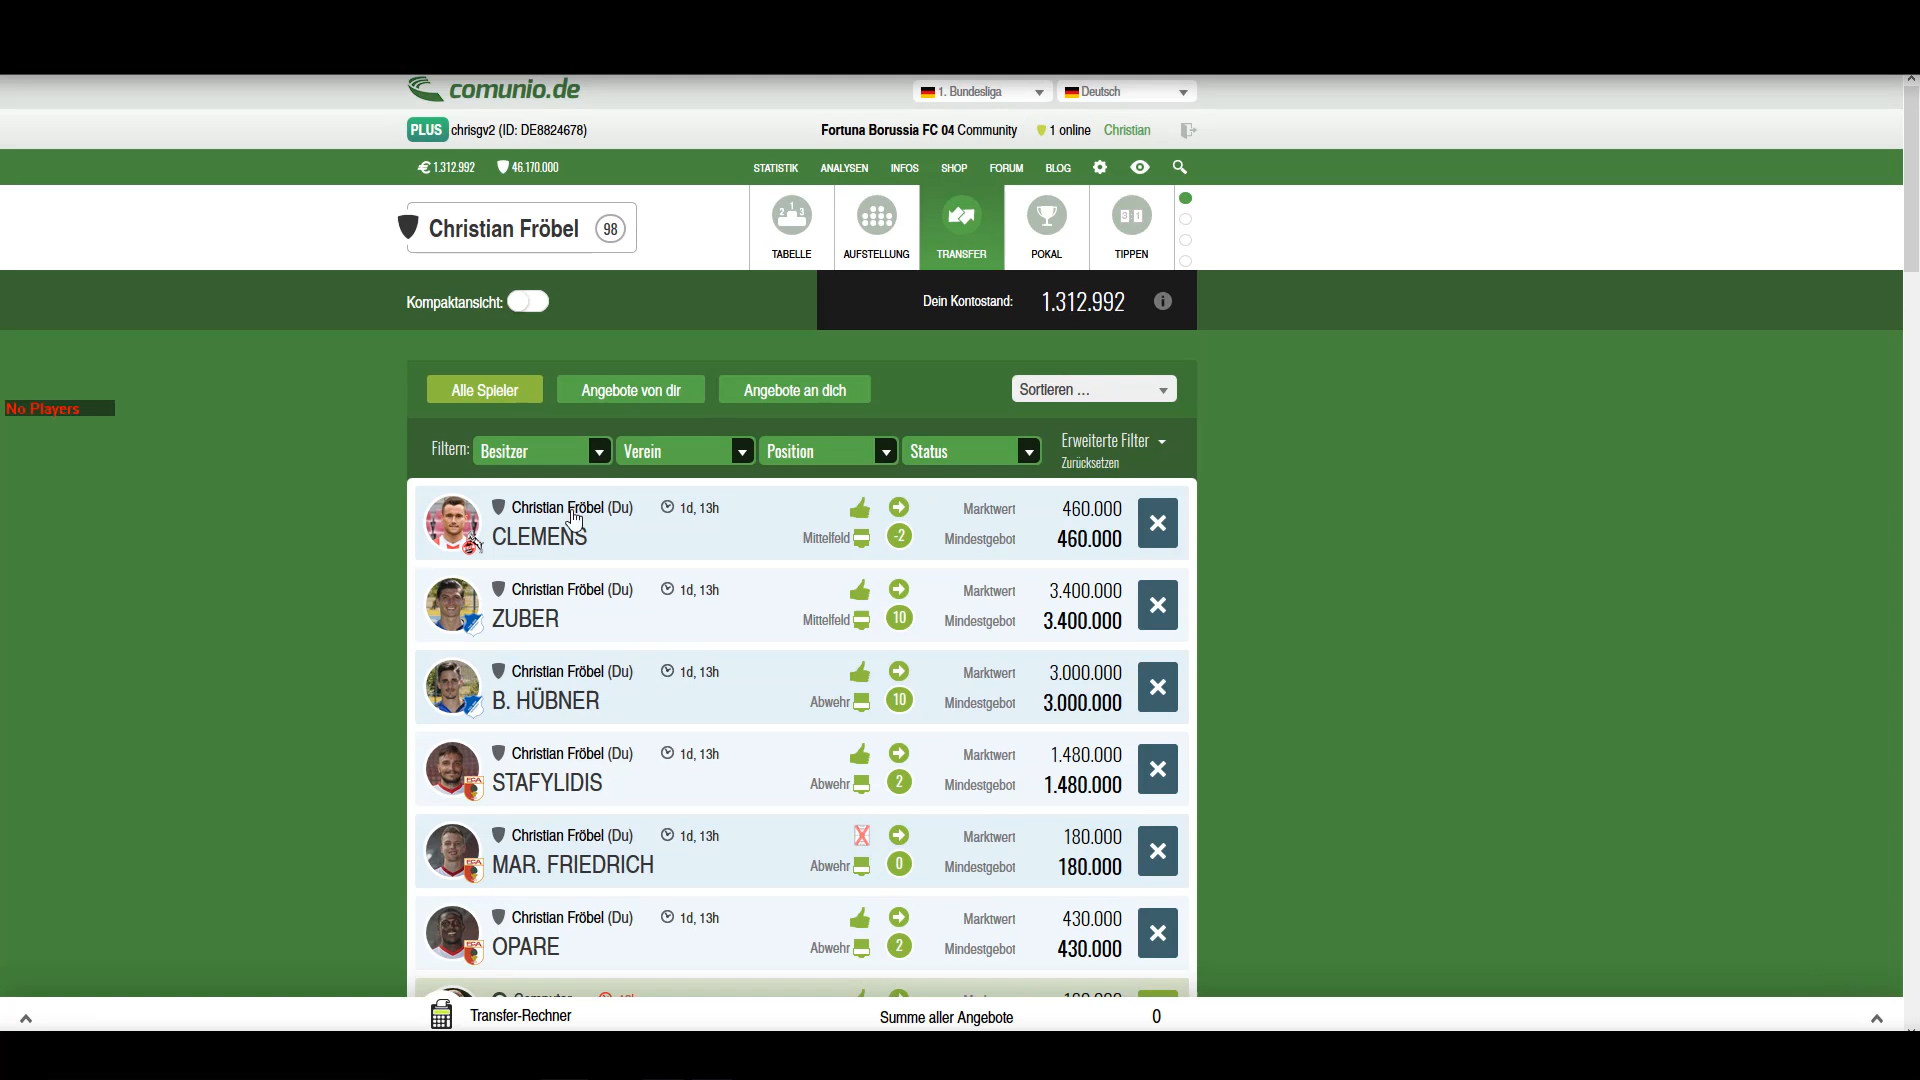 comunio.de
1. Bundesliga
Deutsch
PLUS chrisgv2 (ID: DE8824678)
Fortuna Borussia FC 04 Community
1 online
Christian
1.312.992
46.170.000
STATISTIK
ANALYSEN
INFOS
SHOP
FORUM
BLOG
Christian Fröbel
98
2 1 3
3:1
TABELLE
AUFSTELLUNG
TRANSFER
POKAL
TIPPEN
Kompaktansicht:
Dein Kontostand:
1.312.992
Alle Spieler
Angebote von dir
Angebote an dich
Sortieren ...
No Players
Filtern:
Besitzer
Verein
Position
Status
Erweiterte Filter
Zurücksetzen
Christian Fröbel (Du)
1d, 13h
Marktwert
460.000
CLEMENS
Mittelfeld
-2
Mindestgebot
460.000
Christian Fröbel (Du)
1d, 13h
Marktwert
3.400.000
ZUBER
Mittelfeld
10
Mindestgebot
3.400.000
Christian Fröbel (Du)
1d, 13h
Marktwert
3.000.000
B. HÜBNER
Abwehr
10
Mindestgebot
3.000.000
Christian Fröbel (Du)
1d, 13h
Marktwert
1.480.000
STAFYLIDIS
Abwehr
2
Mindestgebot
1.480.000
Christian Fröbel (Du)
1d, 13h
Marktwert
180.000
MAR. FRIEDRICH
Abwehr
0
Mindestgebot
180.000
Christian Fröbel (Du)
1d, 13h
Marktwert
430.000
OPARE
Abwehr
2
Mindestgebot
430.000
Transfer-Rechner
Summe aller Angebote
0